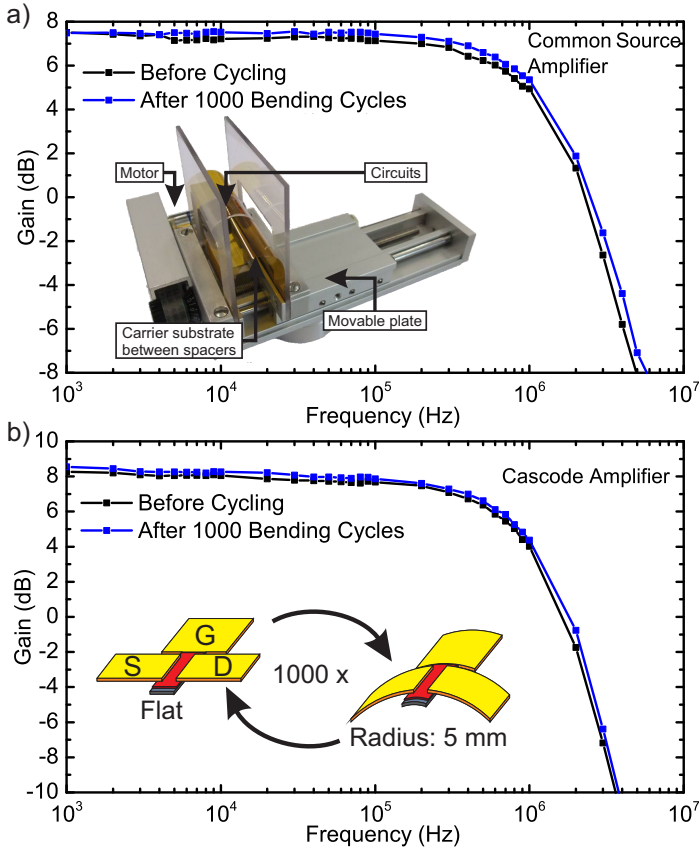 a)
8
6
4
2
0
-2
-4
-6
-8
Gain (dB)
Common Source
Amplifier
Before Cycling
After 1000 Bending Cycles
Motor
Circuits
Carrier substrate
between spacers
Movable plate
10³
10⁴
10⁵
10⁶
10⁷
Frequency (Hz)
b)
10
8
6
4
2
0
-2
-4
-6
-8
-10
Gain (dB)
Cascode Amplifier
Before Cycling
After 1000 Bending Cycles
G
S
D
1000 x
Flat
Radius: 5 mm
10³
10⁴
10⁵
10⁶
10⁷
Frequency (Hz)